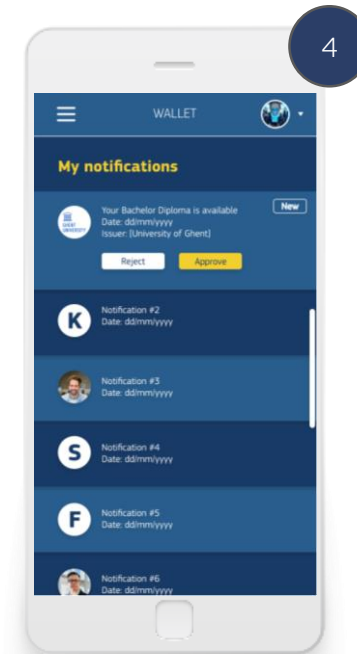 4
WALLET
My notifications
Your Bachelor Diploma is available
New
Date: dd/mm/yyyy
Issuer: [University of Ghent]
GHENT
UNIVERSITY
Reject
Approve
K
Notification #2
Date: dd/mm/yyyy
Notification #3
Date: dd/mm/yyyy
S
Notification #4
Date: dd/mm/yyyy
F
Notification #5
Date: dd/mm/yyyy
Notification #6
Date: dd/mm/yyyy